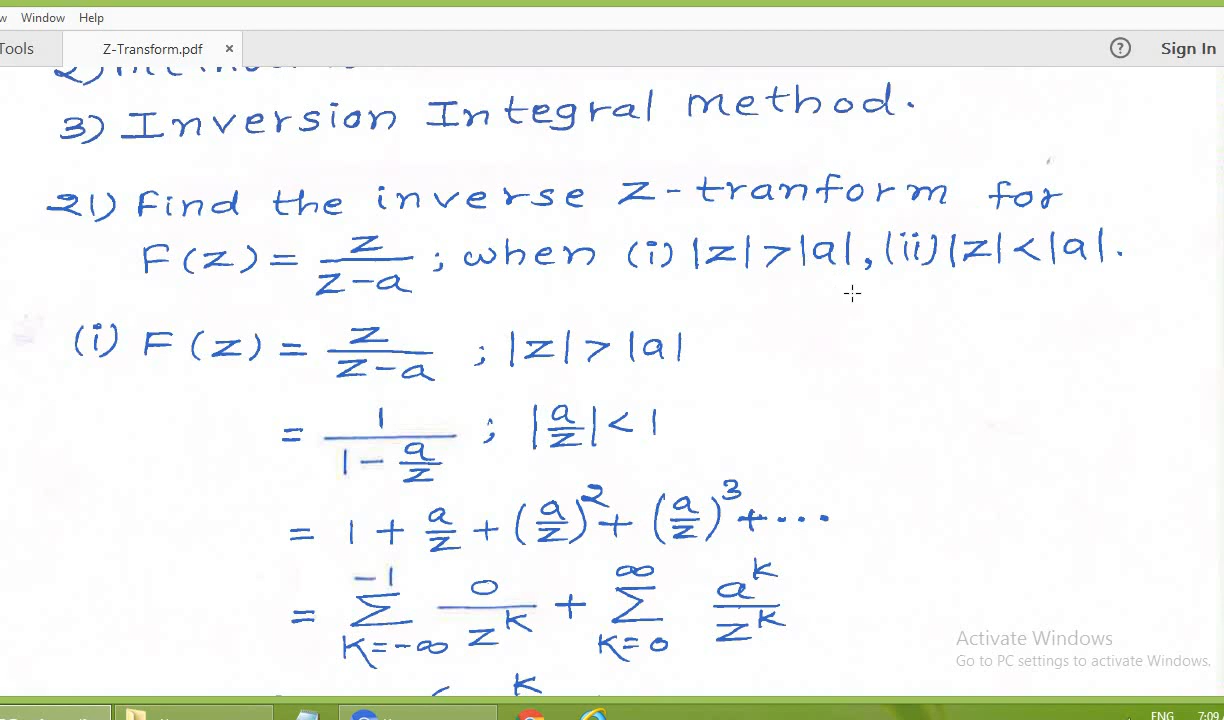 Window Help
Tools Z-Transform.pdf × ? Sign In
3) Inversion Integral method.
21) Find the inverse Z-tranform for
F(z) = z/(z-a) ; when (i) |z|>|a|, (ii) |z|<|a|.
(i) F(z) = z/(z-a) ; |z| > |a|
= 1/(1 - a/z) ; |a/z| < 1
= 1 + a/z + (a/z)^2 + (a/z)^3 + ...
= Σ_{K=-∞}^{-1} 0/z^K + Σ_{K=0}^{∞} a^K/z^K
Activate Windows
Go to PC settings to activate Windows.
K
ENG 7:09